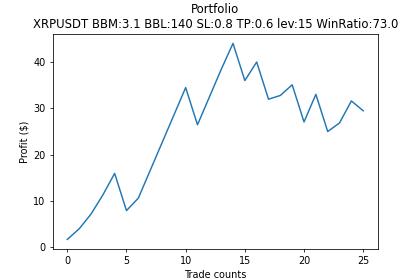 Portfolio
XRPUSDT BBM:3.1 BBL:140 SL:0.8 TP:0.6 lev:15 WinRatio:73.0
Profit ($)
40
30
20
10
0
0 5 10 15 20 25
Trade counts